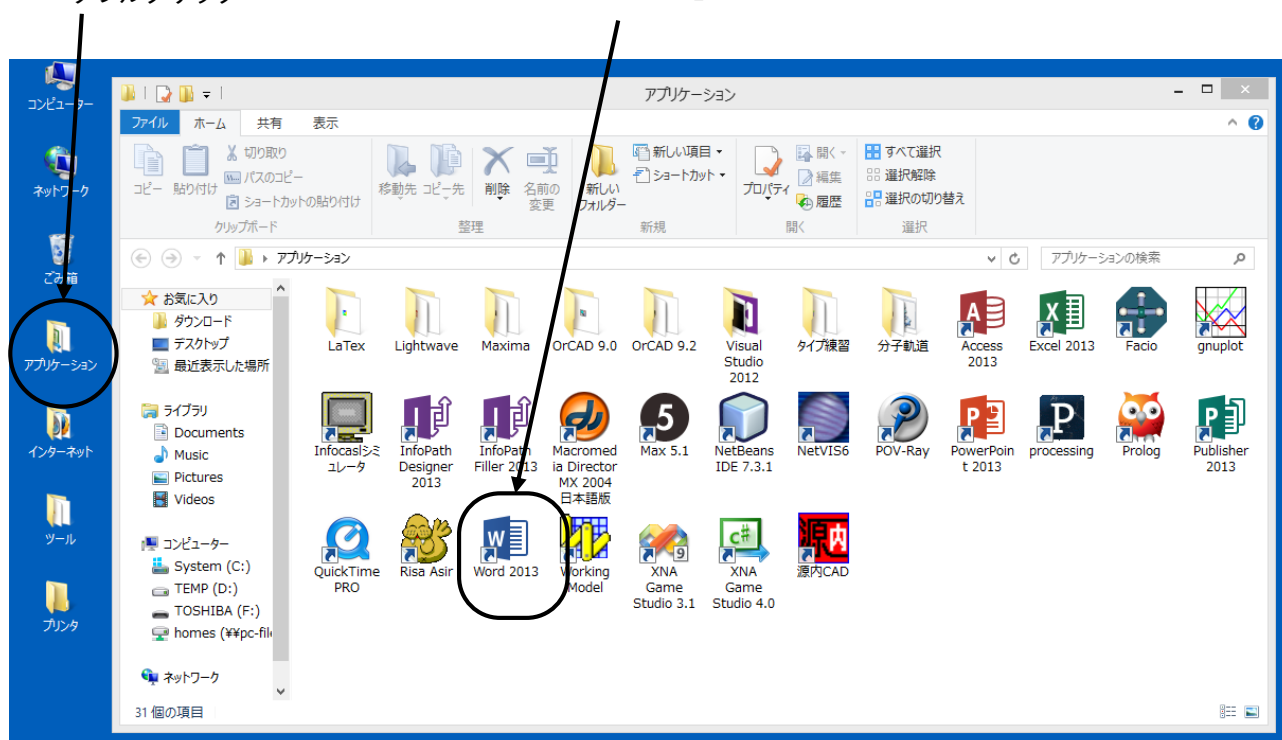 コンピューター
ネットワーク
ごみ箱
アプリケーション
インターネット
ツール
プリンタ
アプリケーション
ファイル ホーム 共有 表示
コピー
貼り付け
切り取り
パスのコピー
ショートカットの貼り付け
クリップボード
移動先
コピー先
削除
名前の
変更
整理
新しい
フォルダー
新しい項目
ショートカット
新規
プロパティ
開く
編集
履歴
開く
すべて選択
選択解除
選択の切り替え
選択
アプリケーション
アプリケーションの検索
お気に入り
ダウンロード
デスクトップ
最近表示した場所
ライブラリ
Documents
Music
Pictures
Videos
コンピューター
System (C:)
TEMP (D:)
TOSHIBA (F:)
homes (¥¥pc-file
ネットワーク
LaTex
Lightwave
Maxima
OrCAD 9.0
OrCAD 9.2
Visual
Studio
2012
タイプ練習
分子軌道
Access
2013
Excel 2013
Facio
gnuplot
Infocaslシミ
ュレータ
InfoPath
Designer
2013
InfoPath
Filler 2013
Macromed
ia Director
MX 2004
日本語版
Max 5.1
NetBeans
IDE 7.3.1
NetVIS6
POV-Ray
PowerPoin
t 2013
processing
Prolog
Publisher
2013
QuickTime
PRO
Risa Asir
Word 2013
Working
Model
XNA
Game
Studio 3.1
XNA
Game
Studio 4.0
源内CAD
31 個の項目